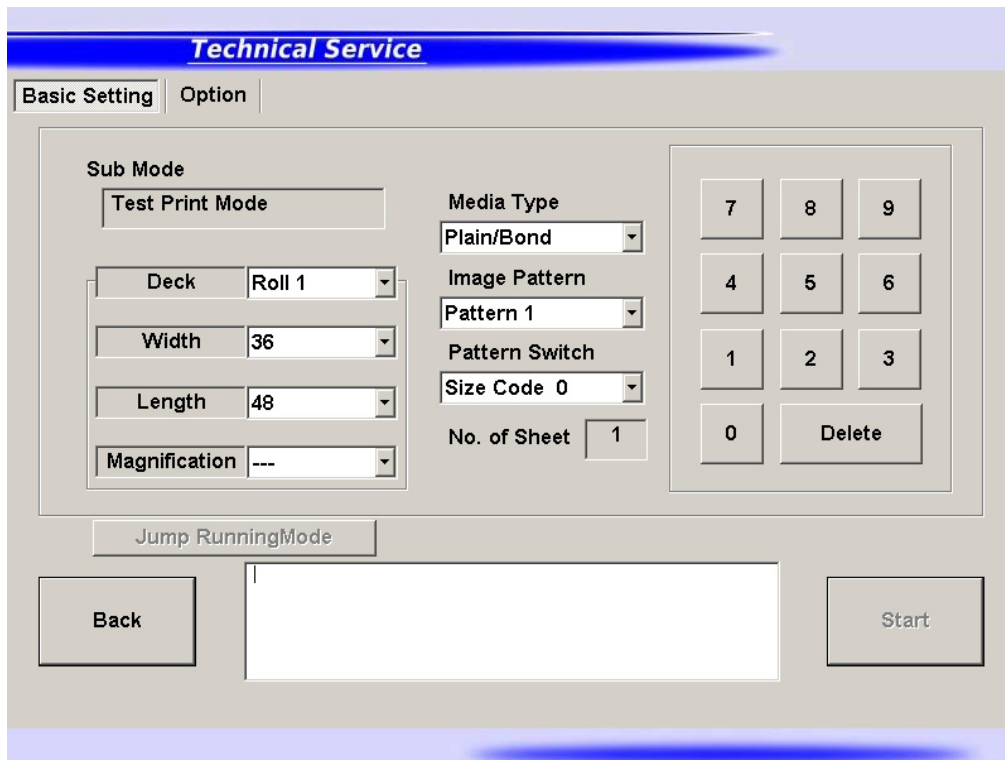 Technical Service
Basic Setting
Option
Sub Mode
Test Print Mode
Deck
Roll 1
Width
36
Length
48
Magnification
---
Media Type
Plain/Bond
Image Pattern
Pattern 1
Pattern Switch
Size Code 0
No. of Sheet
1
7
8
9
4
5
6
1
2
3
0
Delete
Jump RunningMode
Back
Start